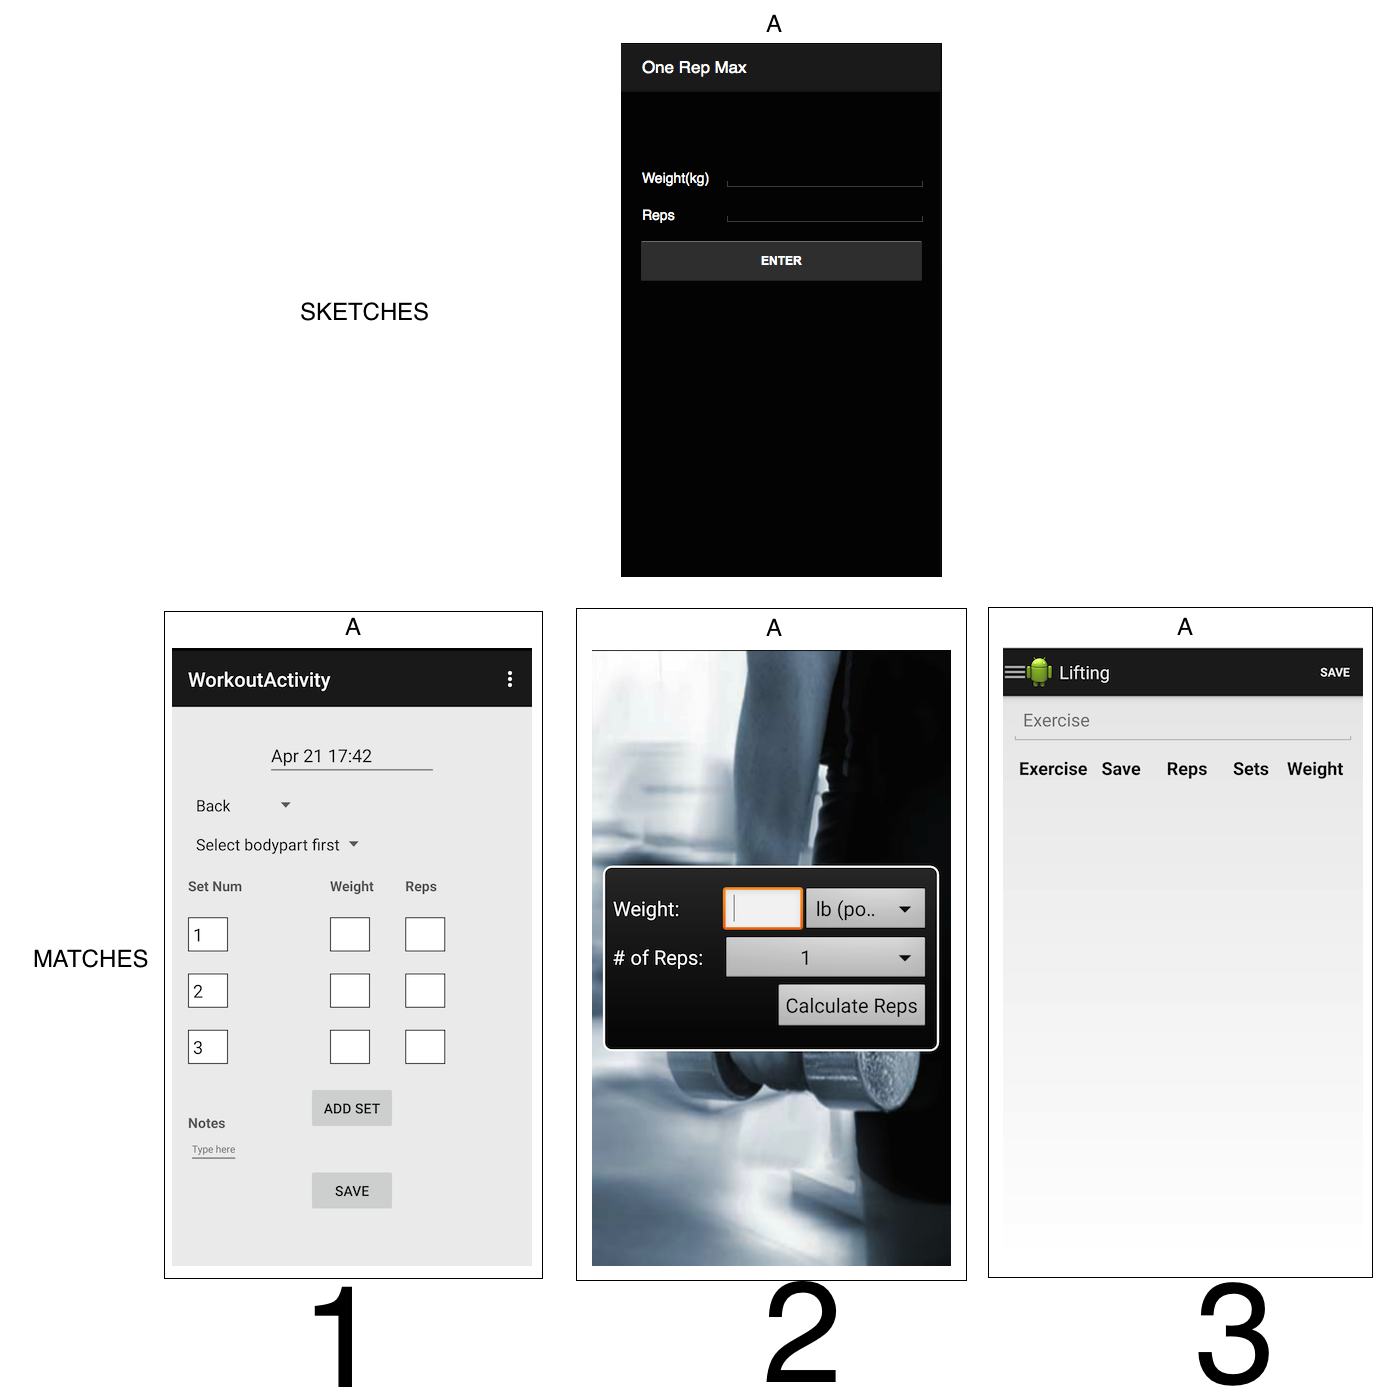 A
One Rep Max
Weight(kg)
Reps
ENTER
SKETCHES
MATCHES
A
WorkoutActivity
Apr 21 17:42
Back
Select bodypart first
Set Num Weight Reps
1
2
3
ADD SET
Notes
Type here
SAVE
1
A
Weight: lb (po..
# of Reps: 1
Calculate Reps
2
A
Lifting SAVE
Exercise
Exercise Save Reps Sets Weight
3